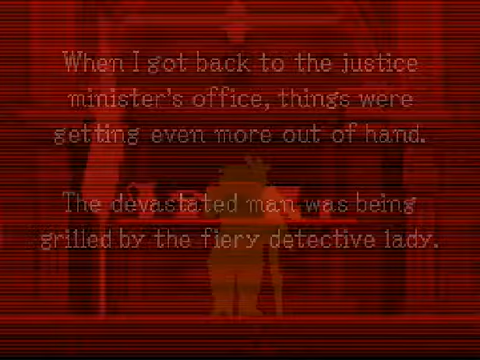 When I got back to the justice
minister's office, things were
getting even more out of hand.
The devastated man was being
grilled by the fiery detective lady.